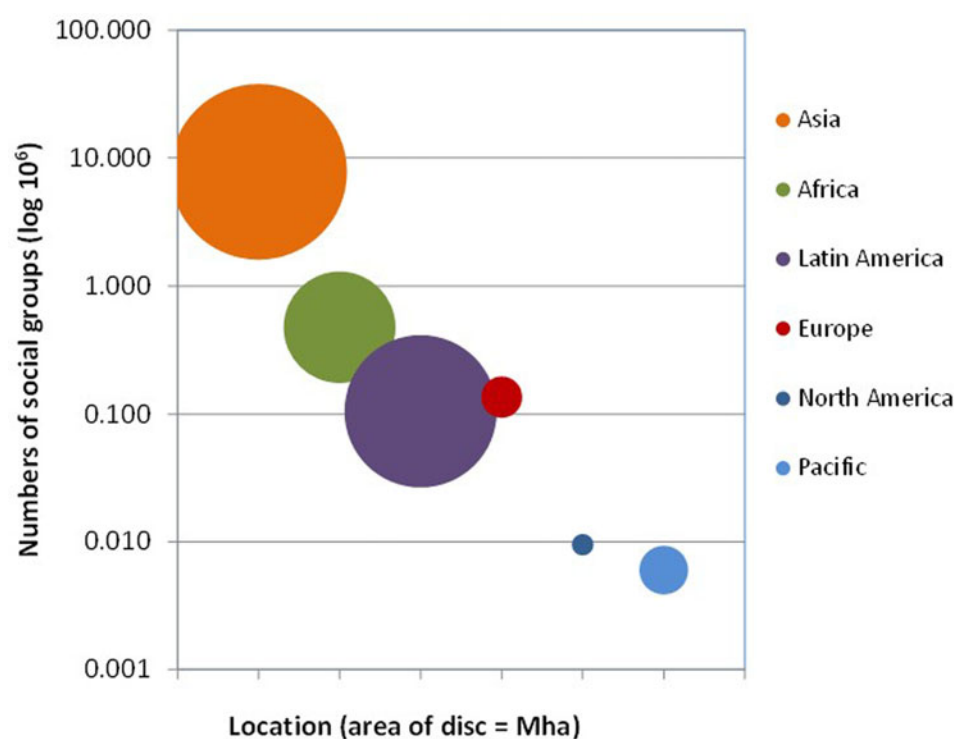 100.000
10.000
1.000
0.100
0.010
0.001
Numbers of social groups (log 10⁶)
Location (area of disc = Mha)
Asia
Africa
Latin America
Europe
North America
Pacific